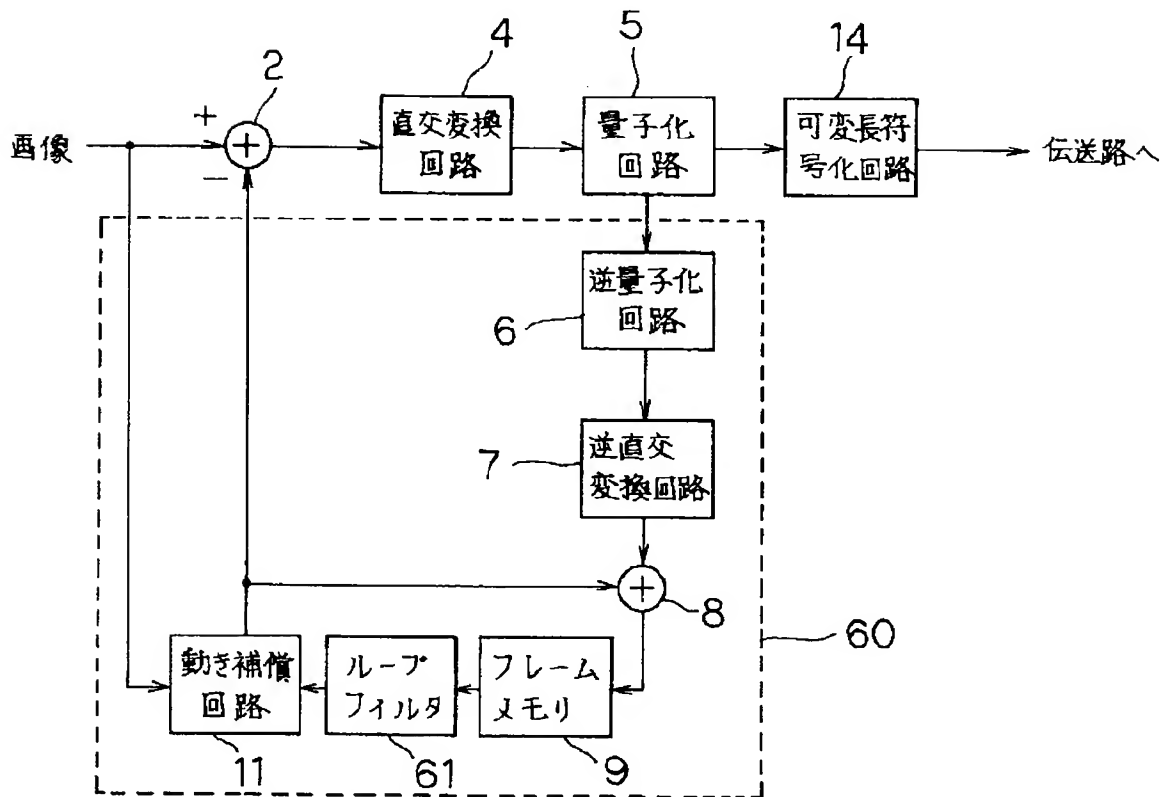 2
4
5
14
+
画像
+
−
直交変換
回路
量子化
回路
可変長符
号化回路
伝送路へ
逆量子化
回路
6
逆直交
変換回路
7
+
8
60
動き補償
回路
ループ
フィルタ
フレーム
メモリ
11
61
9